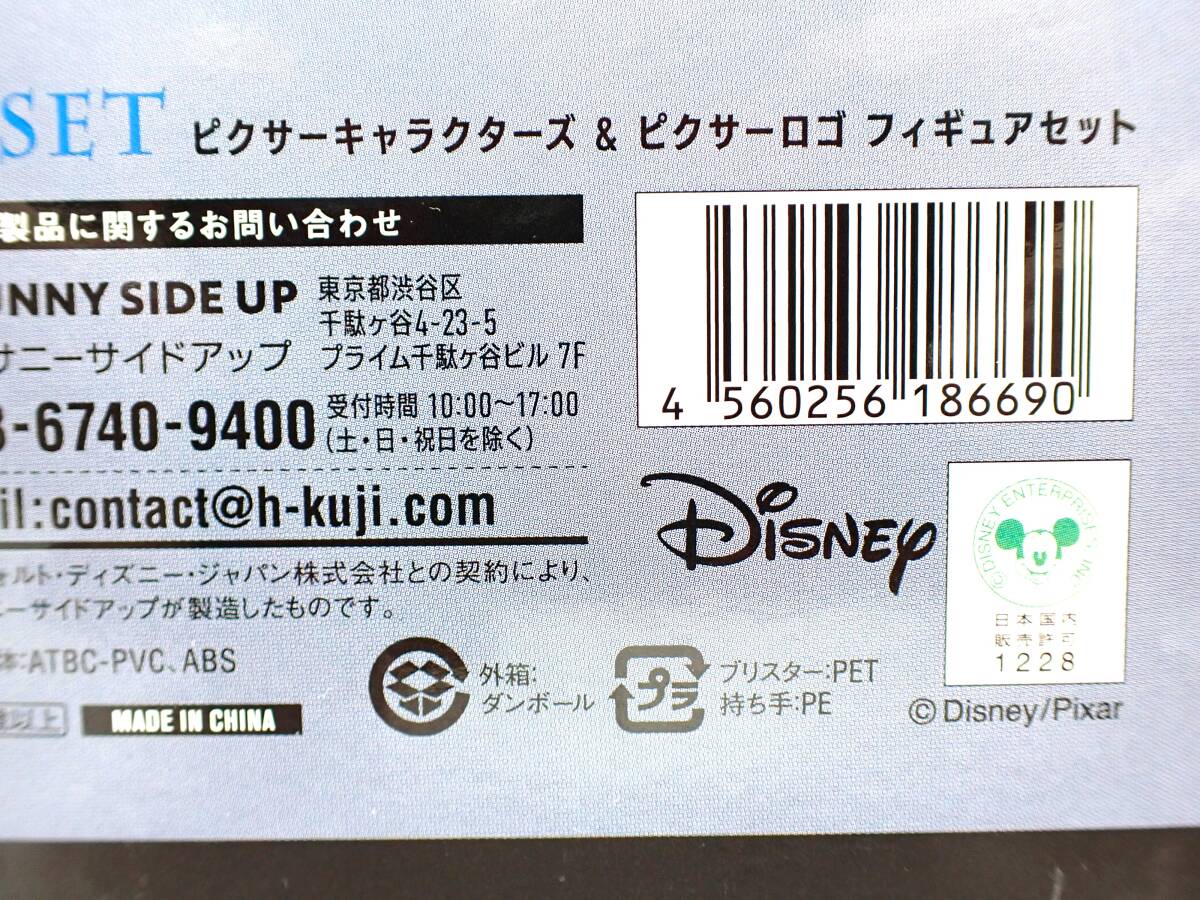 SET ピクサーキャラクターズ & ピクサーロゴ フィギュアセット
製品に関するお問い合わせ
UNNY SIDE UP
サニーサイドアップ
東京都渋谷区
千駄ヶ谷4-23-5
プライム千駄ヶ谷ビル 7F
3-6740-9400
受付時間 10:00〜17:00
(土・日・祝日を除く)
il:contact@h-kuji.com
ォルト・ディズニー・ジャパン株式会社との契約により、
ニーサイドアップが製造したものです。
体:ATBC-PVC、ABS
以上
MADE IN CHINA
外箱:
ダンボール
プラ
ブリスター:PET
持ち手:PE
4 560256 186690
Disney
©DISNEY ENTERPRISES, INC.
日本国内
販売許可
1228
©Disney/Pixar